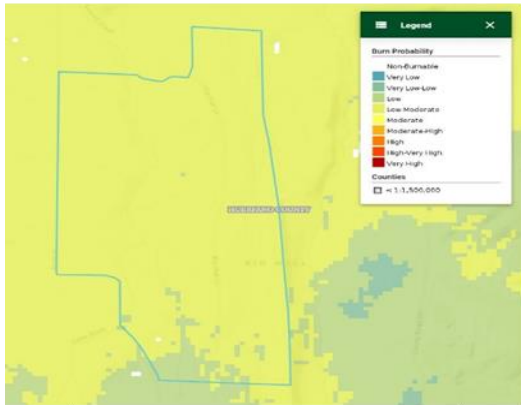 Legend
Burn Probability
Non-Burnable
Very Low
Very Low-Low
Low
Low-Moderate
Moderate
Moderate-High
High
High-Very High
Very High
Counties
< 1:1,500,000
COUNTY